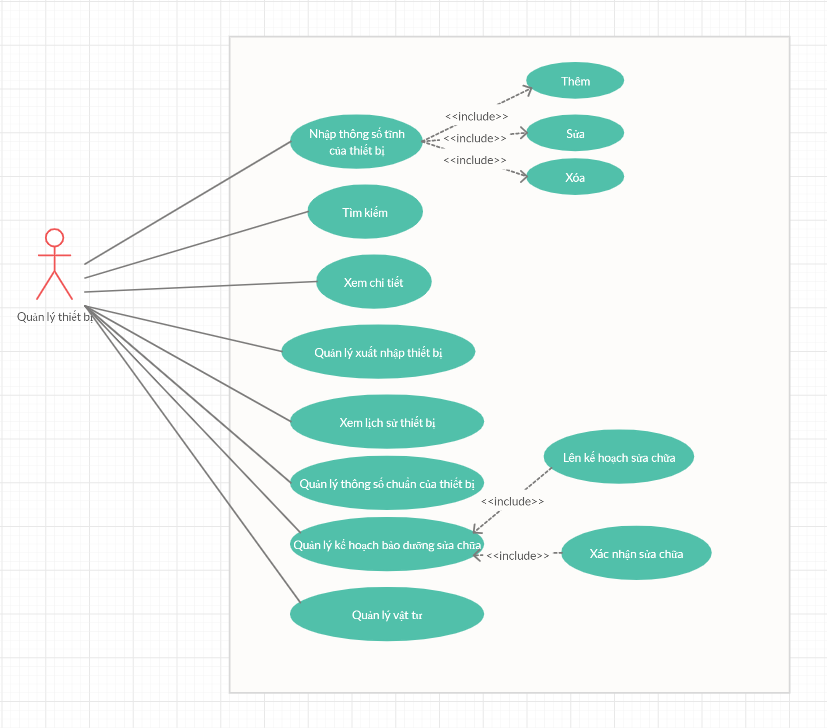 Thêm
<<include>>
Nhập thông số tĩnh
của thiết bị
<<include>>
Sửa
<<include>>
Xóa
Tìm kiếm
Xem chi tiết
Quản lý thiết bị
Quản lý xuất nhập thiết bị
Xem lịch sử thiết bị
Lên kế hoạch sửa chữa
Quản lý thông số chuẩn của thiết bị
<<include>>
Quản lý kế hoạch bảo dưỡng sửa chữa
<<include>>
Xác nhận sửa chữa
Quản lý vật tư